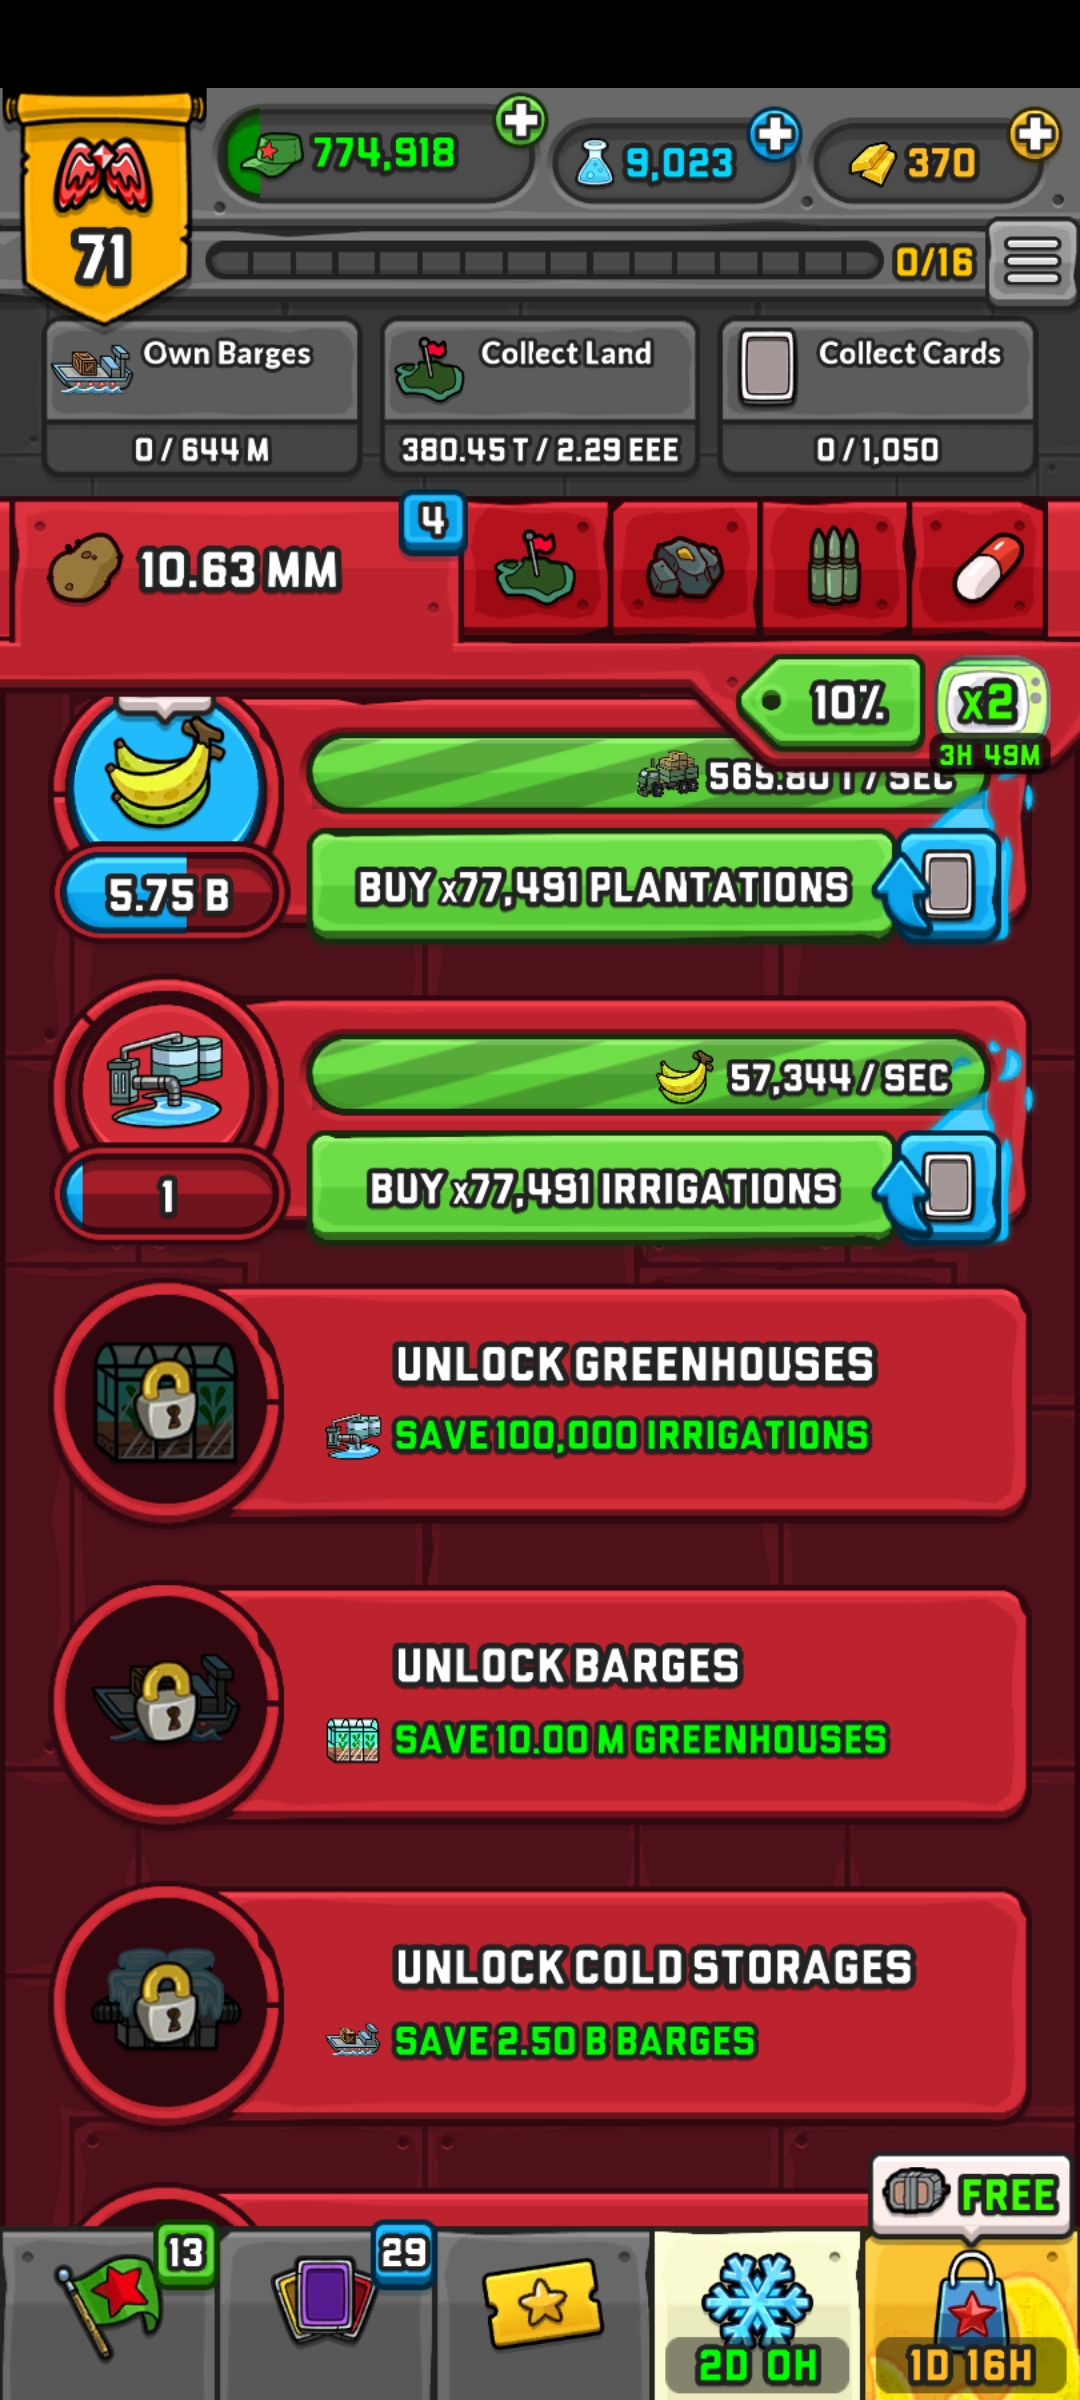 774,918
9,023
370
71
0/16
Own Barges
0 / 644 M
Collect Land
380.45 T / 2.29 EEE
Collect Cards
0 / 1,050
10.63 MM
4
10%
x2
3H 49M
565.80 T / SEC
5.75 B
BUY x77,491 PLANTATIONS
57,344 / SEC
1
BUY x77,491 IRRIGATIONS
UNLOCK GREENHOUSES
SAVE 100,000 IRRIGATIONS
UNLOCK BARGES
SAVE 10.00 M GREENHOUSES
UNLOCK COLD STORAGES
SAVE 2.50 B BARGES
FREE
13
29
2D 0H
1D 16H